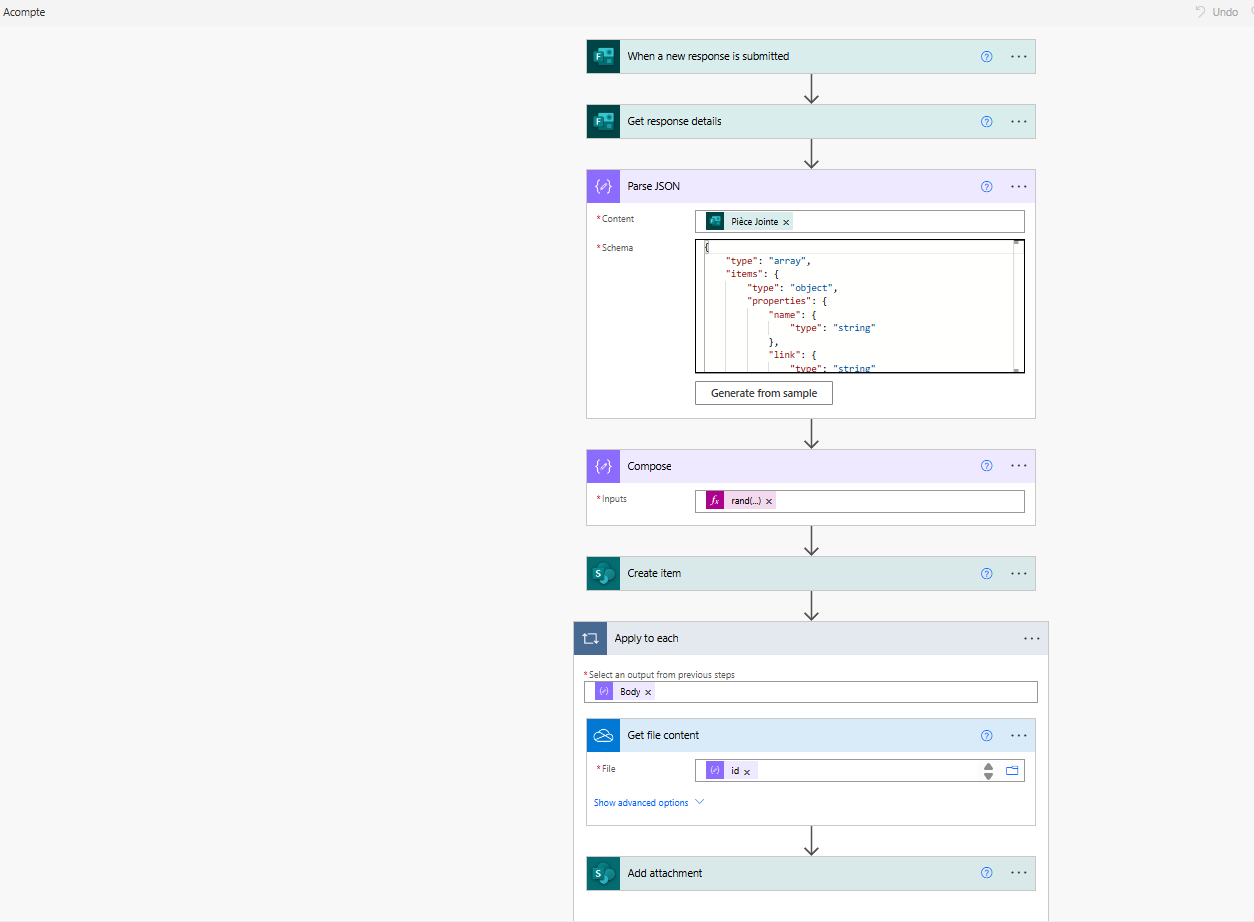 Acompte
Undo
When a new response is submitted
Get response details
Parse JSON
* Content
Pièce Jointe ×
* Schema
{
"type": "array",
"items": {
"type": "object",
"properties": {
"name": {
"type": "string"
},
"link": {
"type": "string"
Generate from sample
Compose
* Inputs
fx rand(...) ×
Create item
Apply to each
* Select an output from previous steps
Body ×
Get file content
* File
id ×
Show advanced options
Add attachment